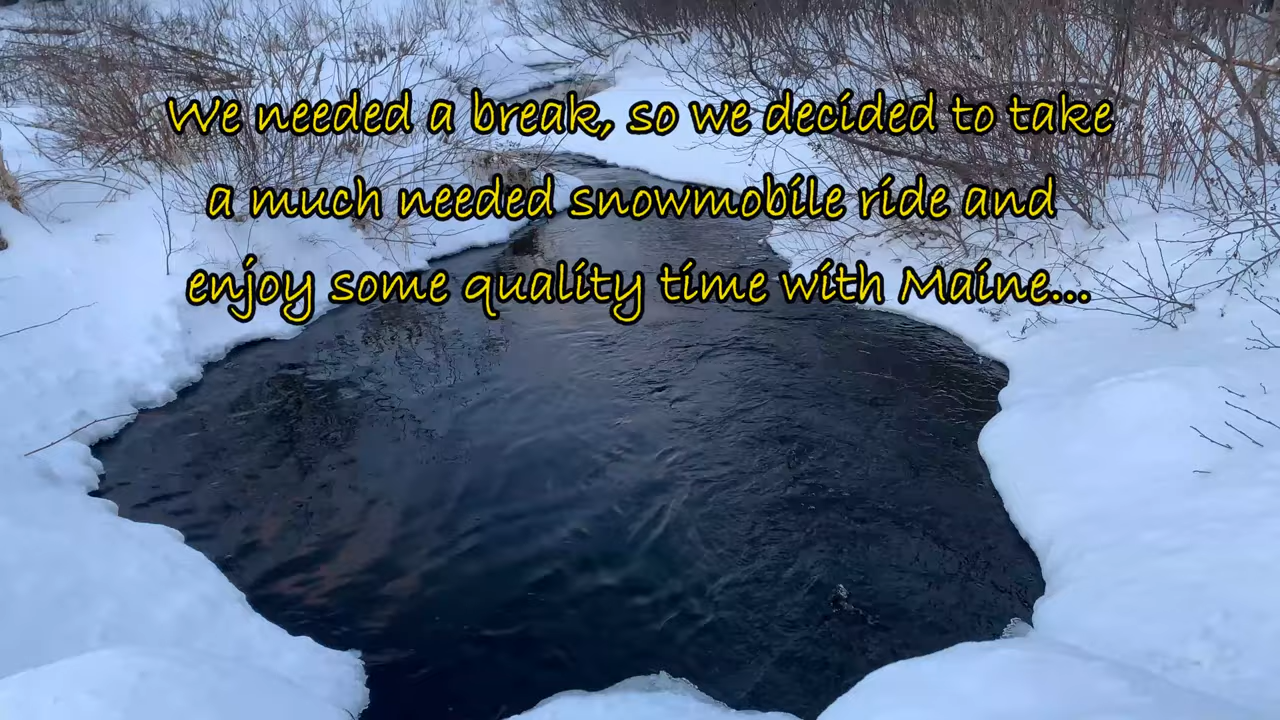 We needed a break, so we decided to take
a much needed snowmobile ride and
enjoy some quality time with Maine...